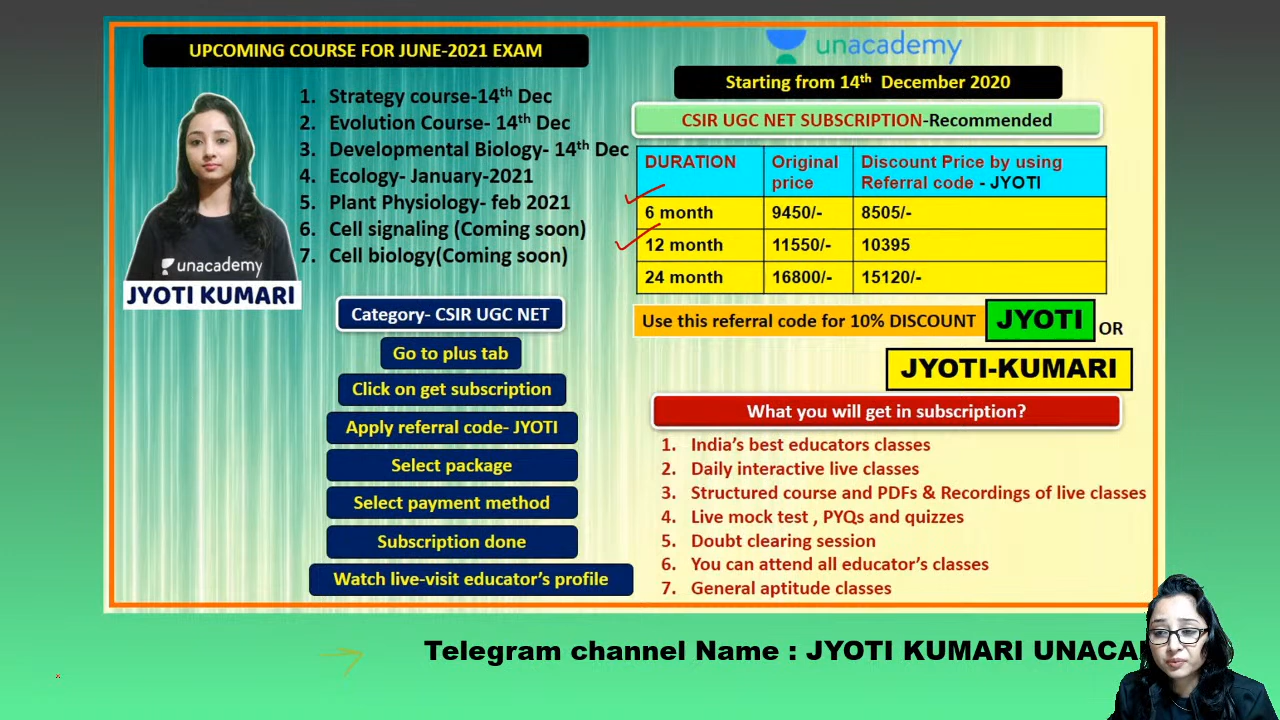 UPCOMING COURSE FOR JUNE-2021 EXAM
1. Strategy course-14th Dec
2. Evolution Course- 14th Dec
3. Developmental Biology- 14th Dec
4. Ecology- January-2021
5. Plant Physiology- feb 2021
6. Cell signaling (Coming soon)
7. Cell biology(Coming soon)
unacademy
JYOTI KUMARI
Category- CSIR UGC NET
Go to plus tab
Click on get subscription
Apply referral code- JYOTI
Select package
Select payment method
Subscription done
Watch live-visit educator's profile
unacademy
Starting from 14th December 2020
CSIR UGC NET SUBSCRIPTION-Recommended
DURATION Original price Discount Price by using Referral code - JYOTI
6 month 9450/- 8505/-
12 month 11550/- 10395
24 month 16800/- 15120/-
Use this referral code for 10% DISCOUNT JYOTI OR
JYOTI-KUMARI
What you will get in subscription?
1. India's best educators classes
2. Daily interactive live classes
3. Structured course and PDFs & Recordings of live classes
4. Live mock test , PYQs and quizzes
5. Doubt clearing session
6. You can attend all educator's classes
7. General aptitude classes
Telegram channel Name : JYOTI KUMARI